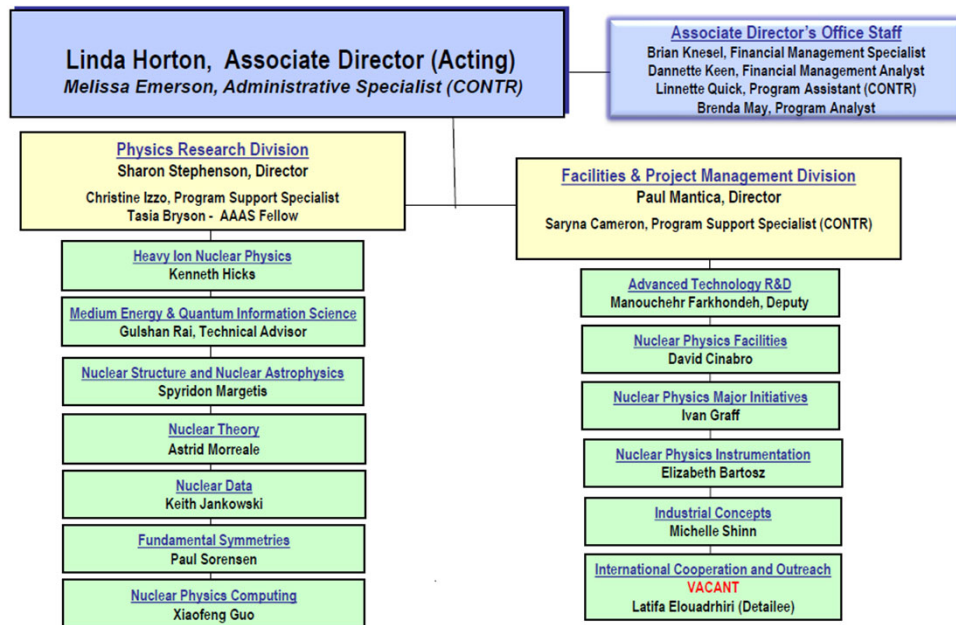 Linda Horton, Associate Director (Acting)
Melissa Emerson, Administrative Specialist (CONTR)
Associate Director's Office Staff
Brian Knesel, Financial Management Specialist
Dannette Keen, Financial Management Analyst
Linnette Quick, Program Assistant (CONTR)
Brenda May, Program Analyst
Physics Research Division
Sharon Stephenson, Director
Christine Izzo, Program Support Specialist
Tasia Bryson - AAAS Fellow
Heavy Ion Nuclear Physics
Kenneth Hicks
Medium Energy & Quantum Information Science
Gulshan Rai, Technical Advisor
Nuclear Structure and Nuclear Astrophysics
Spyridon Margetis
Nuclear Theory
Astrid Morreale
Nuclear Data
Keith Jankowski
Fundamental Symmetries
Paul Sorensen
Nuclear Physics Computing
Xiaofeng Guo
Facilities & Project Management Division
Paul Mantica, Director
Saryna Cameron, Program Support Specialist (CONTR)
Advanced Technology R&D
Manouchehr Farkhondeh, Deputy
Nuclear Physics Facilities
David Cinabro
Nuclear Physics Major Initiatives
Ivan Graff
Nuclear Physics Instrumentation
Elizabeth Bartosz
Industrial Concepts
Michelle Shinn
International Cooperation and Outreach
VACANT
Latifa Elouadrhiri (Detailee)